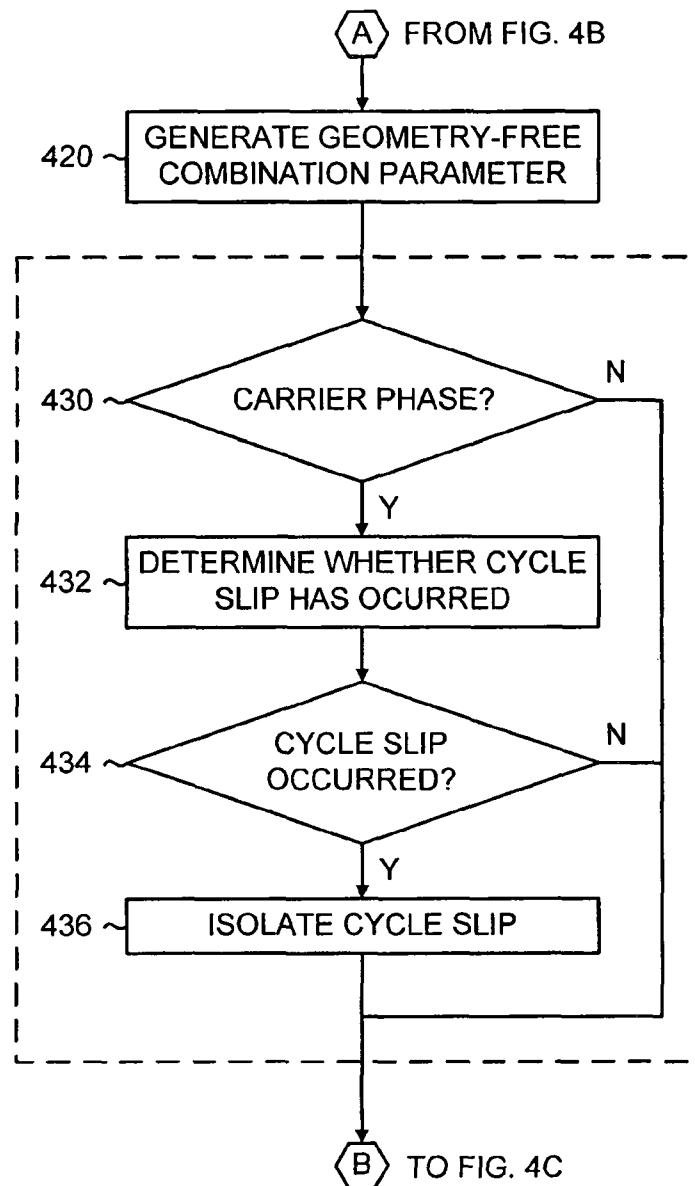 A FROM FIG. 4B
420 GENERATE GEOMETRY-FREE
COMBINATION PARAMETER
430 CARRIER PHASE? N
Y
432 DETERMINE WHETHER CYCLE
SLIP HAS OCURRED
434 CYCLE SLIP
OCCURRED? N
Y
436 ISOLATE CYCLE SLIP
B TO FIG. 4C